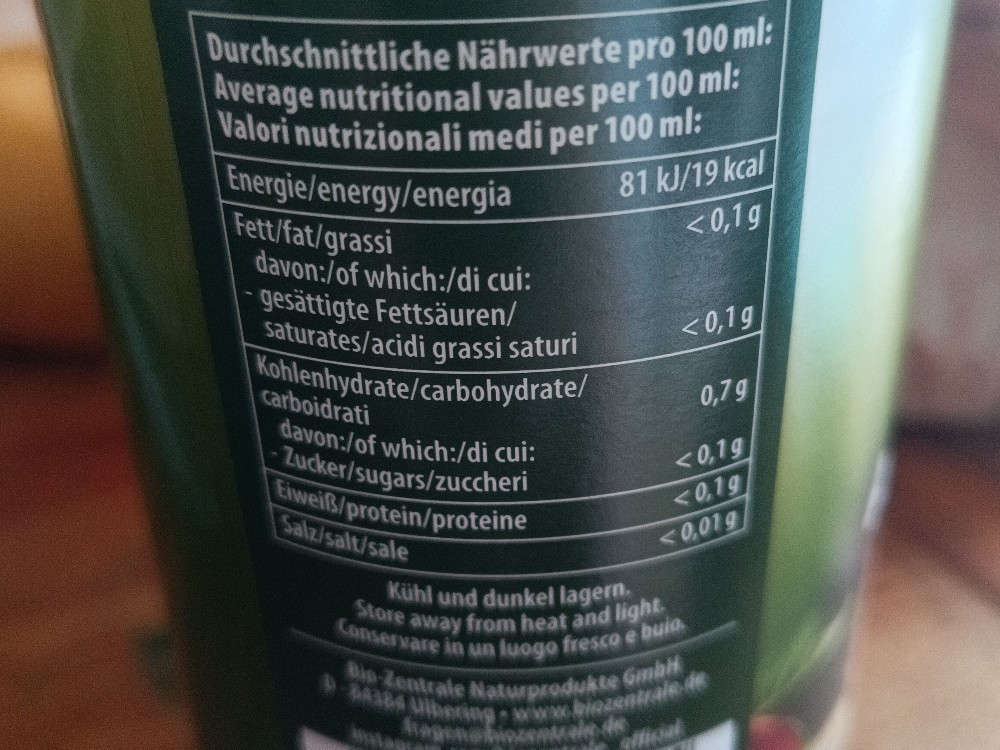 Durchschnittliche Nährwerte pro 100 ml:
Average nutritional values per 100 ml:
Valori nutrizionali medi per 100 ml:
Energie/energy/energia 81 kJ/19 kcal
Fett/fat/grassi < 0,1 g
davon:/of which:/di cui:
- gesättigte Fettsäuren/
saturates/acidi grassi saturi < 0,1 g
Kohlenhydrate/carbohydrate/
carboidrati 0,7 g
davon:/of which:/di cui:
- Zucker/sugars/zuccheri < 0,1 g
Eiweiß/protein/proteine < 0,1 g
Salz/salt/sale < 0,01 g
Kühl und dunkel lagern.
Store away from heat and light.
Conservare in un luogo fresco e buio.
Bio-Zentrale Naturprodukte GmbH
Ulbering · www.biozentrale.de